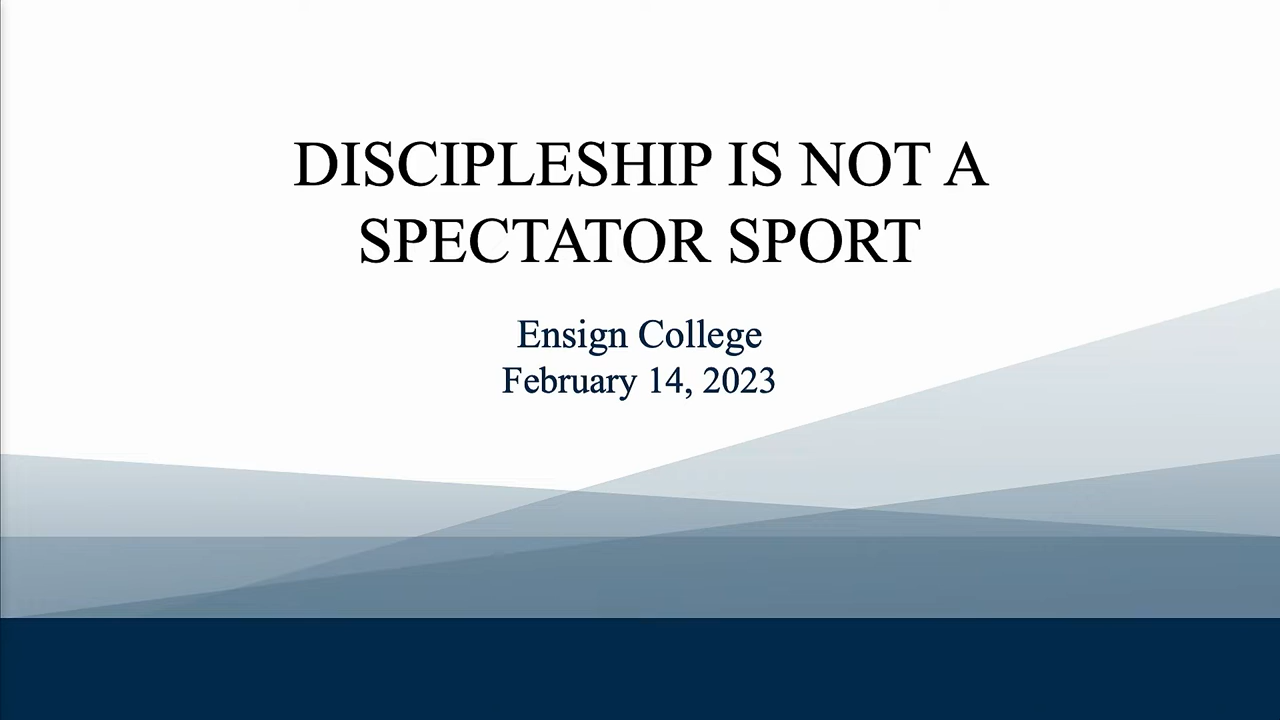 DISCIPLESHIP IS NOT A
SPECTATOR SPORT
Ensign College
February 14, 2023